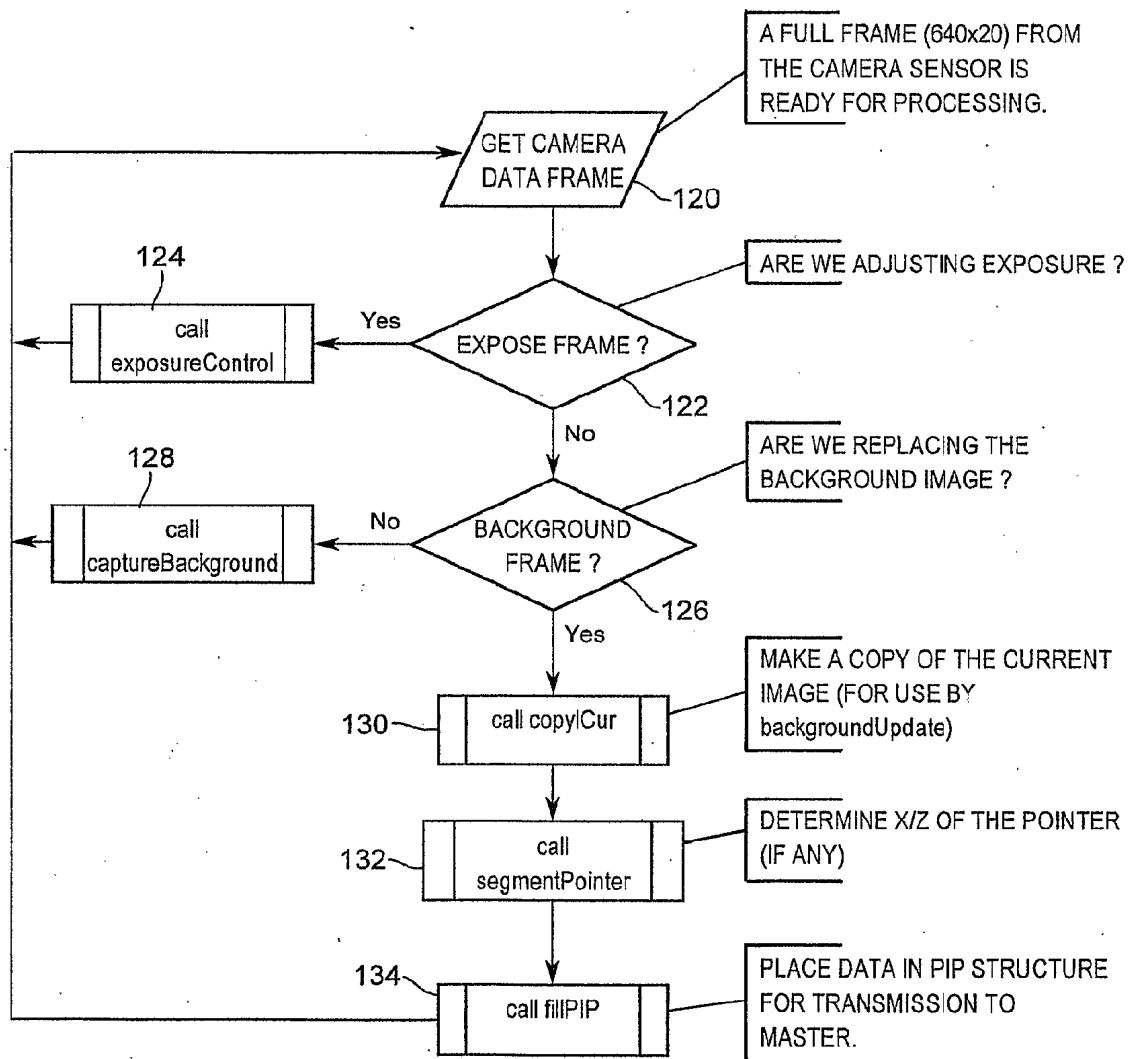 A FULL FRAME (640x20) FROM
THE CAMERA SENSOR IS
READY FOR PROCESSING.
GET CAMERA
DATA FRAME
120
ARE WE ADJUSTING EXPOSURE ?
124
call
exposureControl
Yes
EXPOSE FRAME ?
122
No
ARE WE REPLACING THE
BACKGROUND IMAGE ?
128
call
captureBackground
No
BACKGROUND
FRAME ?
126
Yes
MAKE A COPY OF THE CURRENT
IMAGE (FOR USE BY
backgroundUpdate)
130
call copyICur
DETERMINE X/Z OF THE POINTER
(IF ANY)
132
call
segmentPointer
134
call fillPIP
PLACE DATA IN PIP STRUCTURE
FOR TRANSMISSION TO
MASTER.